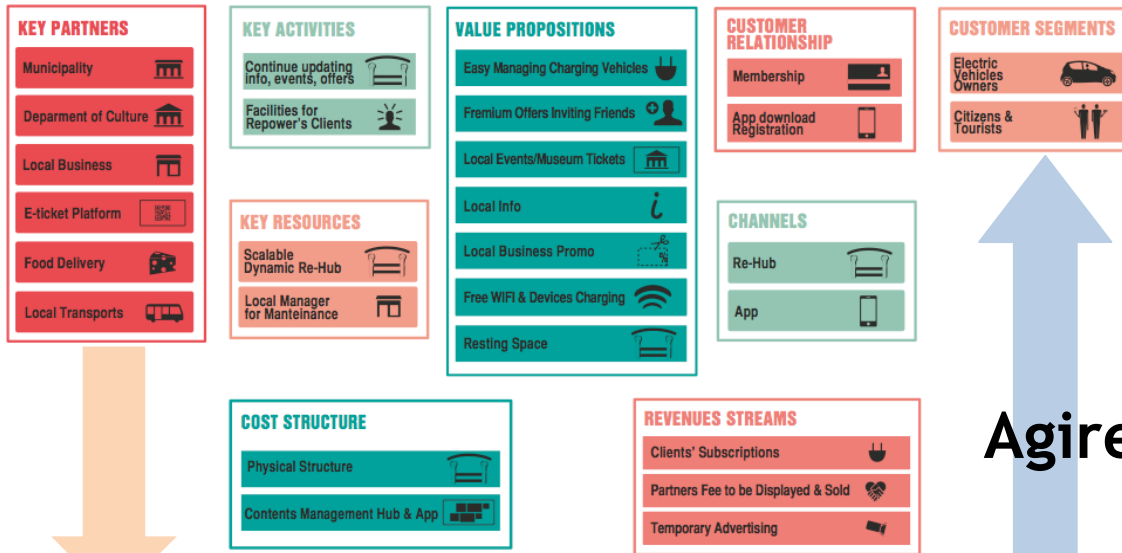 KEY PARTNERS
Municipality
Deparment of Culture
Local Business
E-ticket Platform
Food Delivery
Local Transports
KEY ACTIVITIES
Continue updating
info, events, offers
Facilities for
Repower's Clients
KEY RESOURCES
Scalable
Dynamic Re-Hub
Local Manager
for Manteinance
VALUE PROPOSITIONS
Easy Managing Charging Vehicles
Fremium Offers Inviting Friends
Local Events/Museum Tickets
Local Info
Local Business Promo
%
Free WIFI & Devices Charging
Resting Space
CUSTOMER
RELATIONSHIP
Membership
App download
Registration
CHANNELS
Re-Hub
App
CUSTOMER SEGMENTS
Electric
Vehicles
Owners
Citizens &
Tourists
COST STRUCTURE
Physical Structure
Contents Management Hub & App
REVENUES STREAMS
Clients' Subscriptions
Partners Fee to be Displayed & Sold
Temporary Advertising
Agire